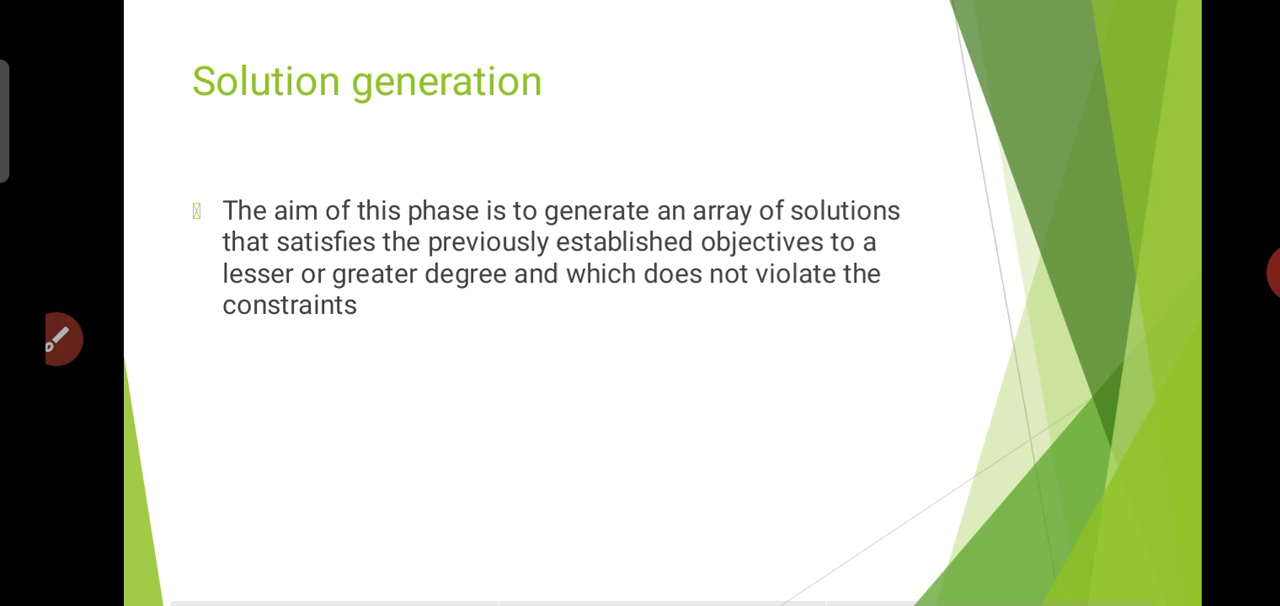 Solution generation
The aim of this phase is to generate an array of solutions
that satisfies the previously established objectives to a
lesser or greater degree and which does not violate the
constraints